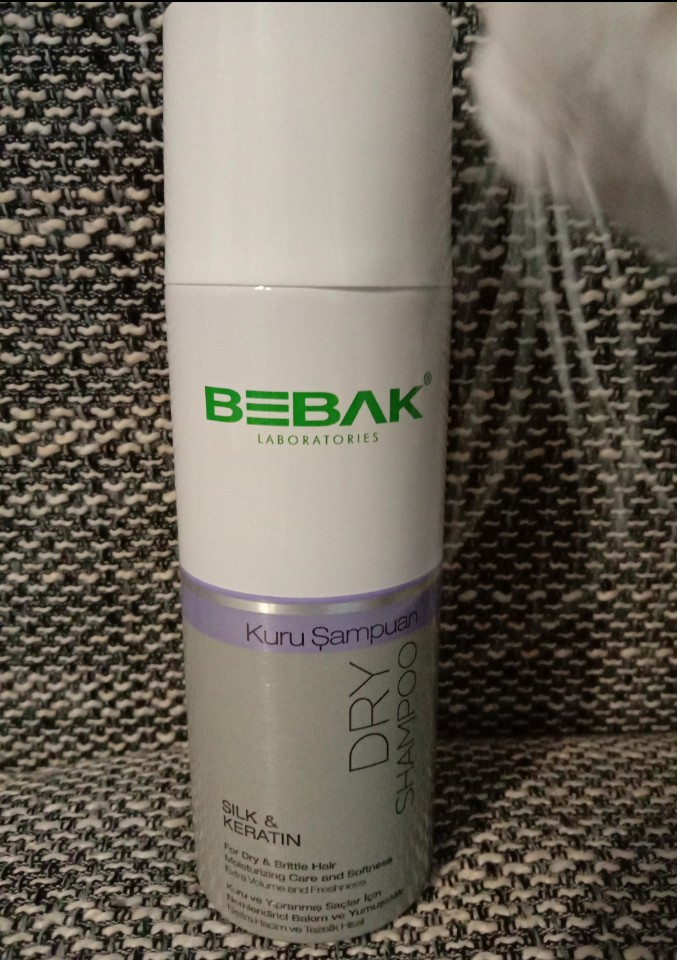 BEBAK®
LABORATORIES
Kuru Şampuan
DRY
SHAMPOO
SILK &
KERATIN
For Dry & Brittle Hair
Moisturizing Care and Softness
Extra Volume and Freshness
Kuru ve Yıpranmış Saçlar İçin
Nemlendirici Bakım ve Yumuşaklık
Ekstra Hacim ve Tazelik Hissi